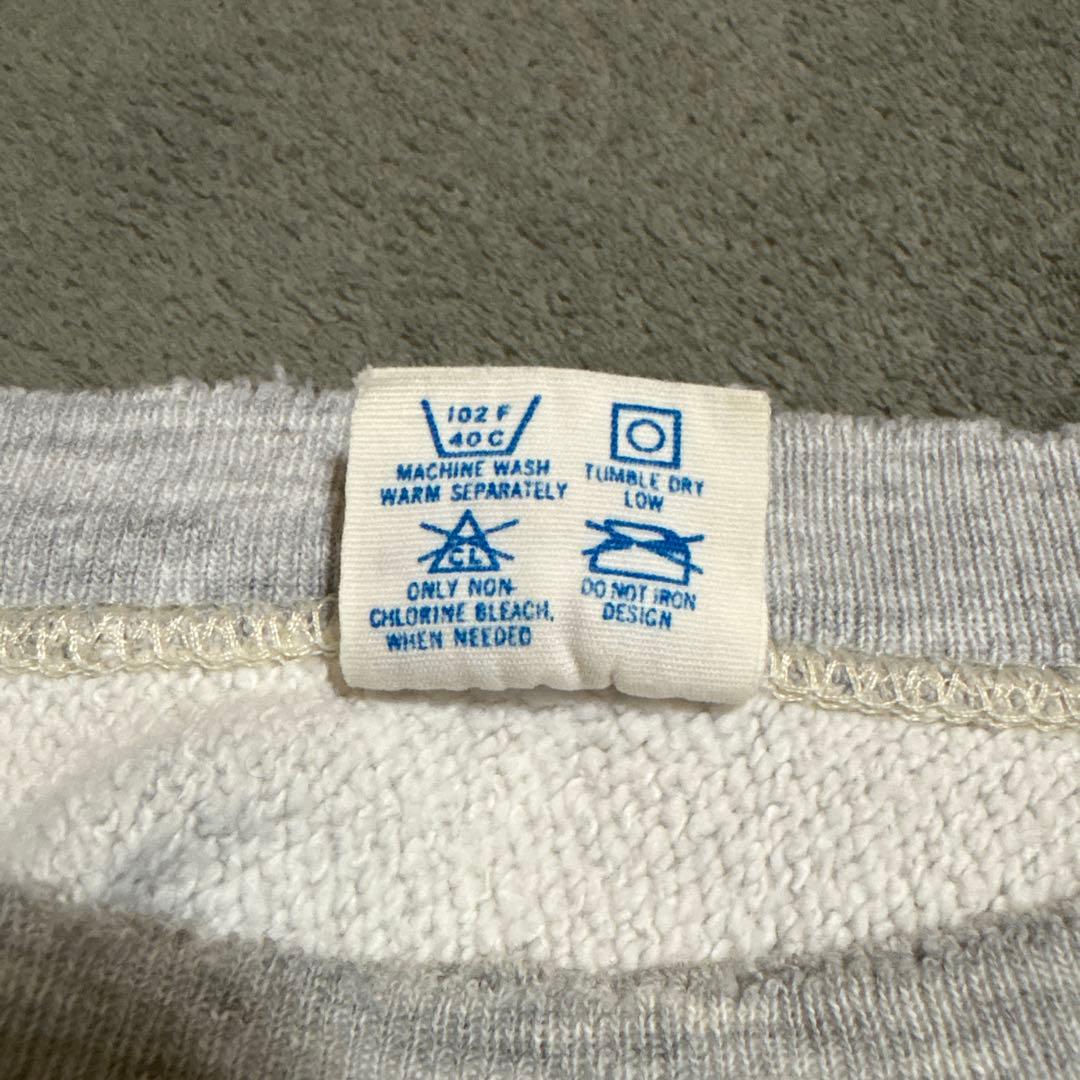 102 F
40 C
MACHINE WASH
WARM SEPARATELY
TUMBLE DRY
LOW
CL
ONLY NON-
CHLORINE BLEACH,
WHEN NEEDED
DO NOT IRON
DESIGN